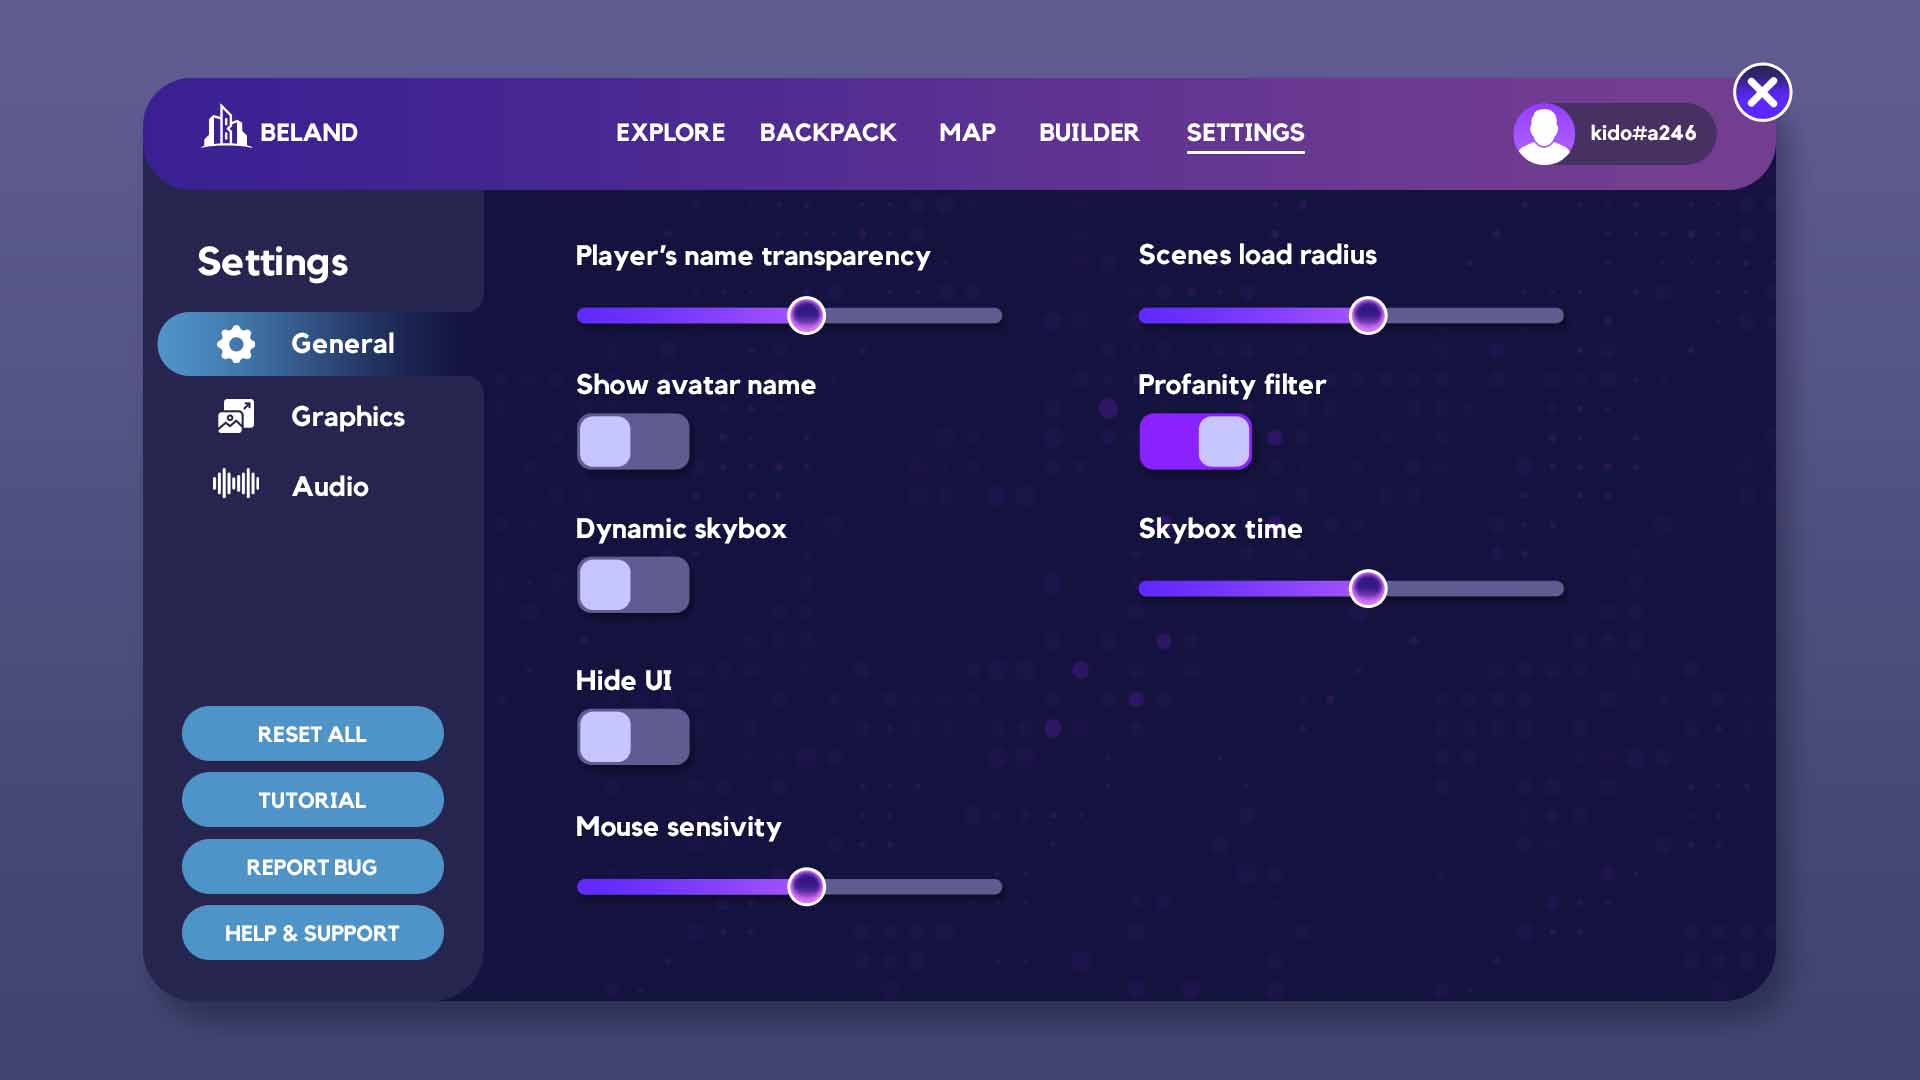 BELAND
EXPLORE BACKPACK MAP BUILDER SETTINGS
kido#a246
Settings
General
Graphics
Audio
RESET ALL
TUTORIAL
REPORT BUG
HELP & SUPPORT
Player's name transparency
Scenes load radius
Show avatar name
Profanity filter
Dynamic skybox
Skybox time
Hide UI
Mouse sensivity